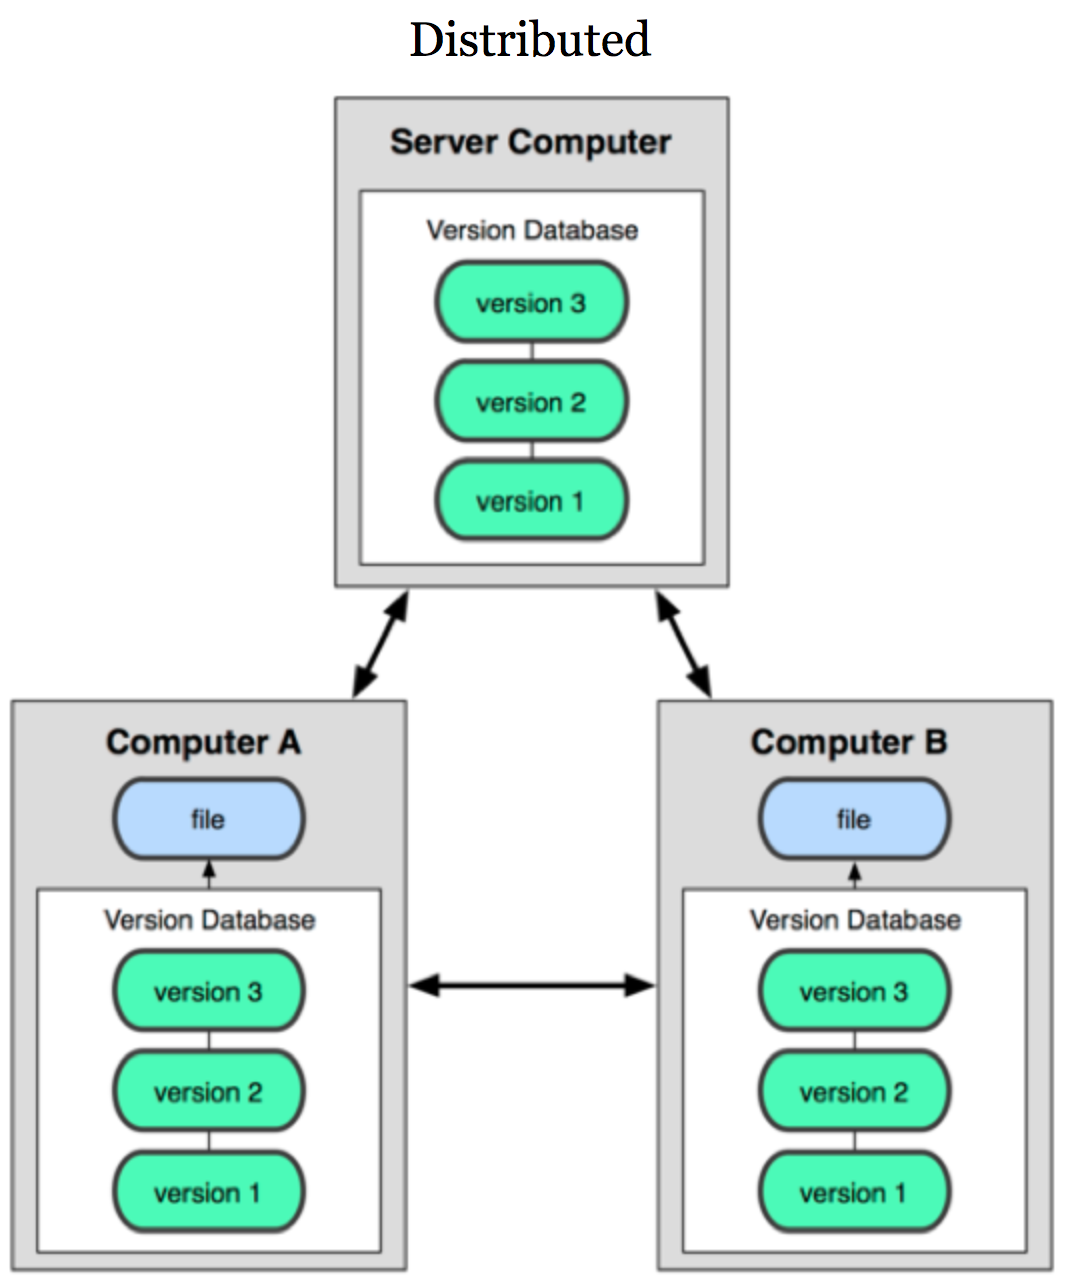 Distributed
Server Computer
Version Database
version 3
version 2
version 1
Computer A
file
Version Database
version 3
version 2
version 1
Computer B
file
Version Database
version 3
version 2
version 1